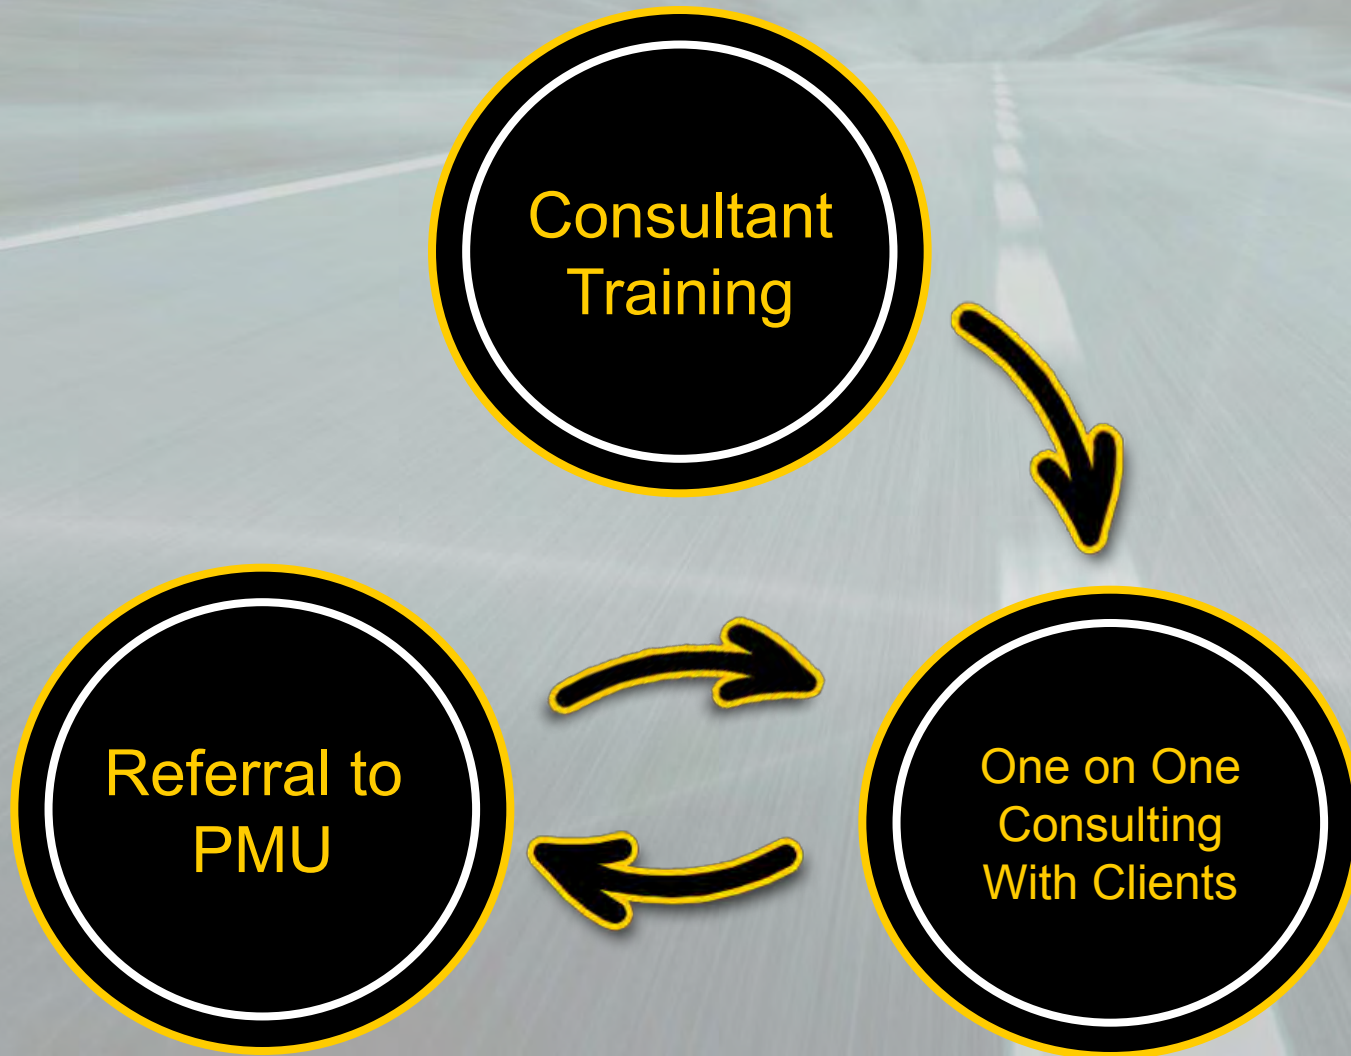 Consultant
Training
Referral to
PMU
One on One
Consulting
With Clients